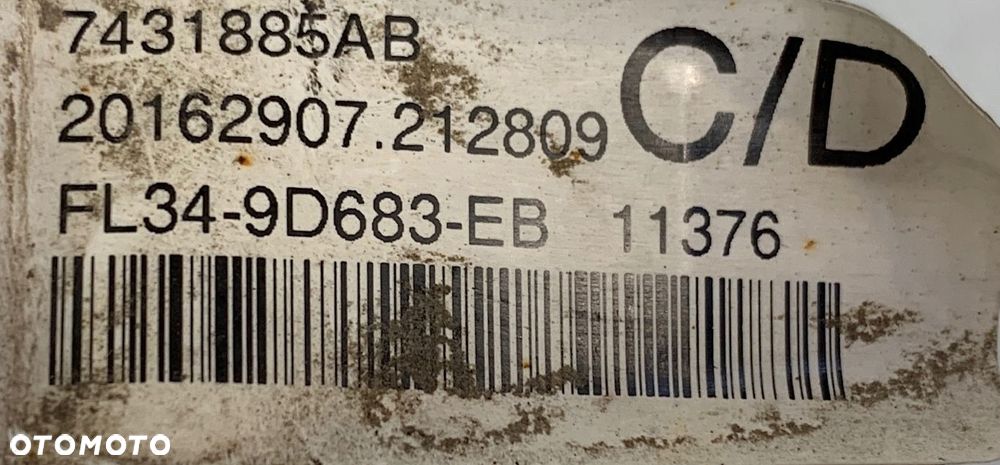 7431885AB
20162907.212809
C/D
FL34-9D683-EB 11376
OTOMOTO